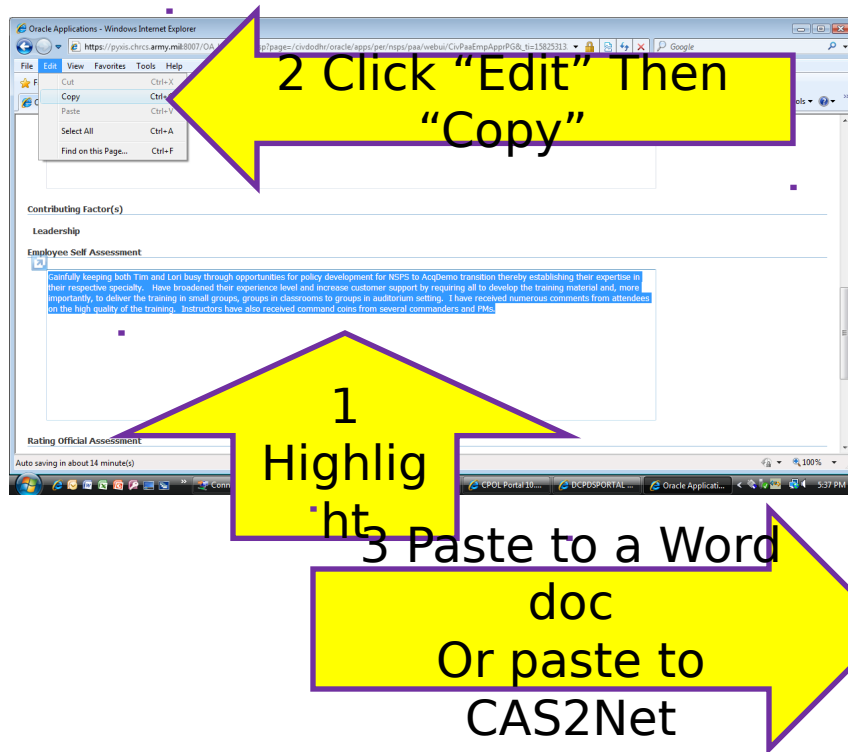 Oracle Applications - Windows Internet Explorer
https://pyxis.chrcs.army.mil:8007/OA_ sp?page=/civdodhr/oracle/apps/per/nsps/paa/webui/CivPaaEmpApprPG&_ti=15825313 Google
File Edit View Favorites Tools Help
Cut Ctrl+X
Copy
Paste Ctrl+V
Select All Ctrl+A
Find on this Page... Ctrl+F
2 Click “Edit” Then
“Copy”
Contributing Factor(s)
Leadership
Employee Self Assessment
Gainfully keeping both Tim and Lori busy through opportunities for policy development for NSPS to AcqDemo transition thereby establishing their expertise in
their respective specialty. Have broadened their experience level and increase customer support by requiring all to develop the training material and, more
importantly, to deliver the training in small groups, groups in classrooms to groups in auditorium setting. I have received numerous comments from attendees
on the high quality of the training. Instructors have also received command coins from several commanders and PMs.
1
Highlig
ht
Rating Official Assessment
Auto saving in about 14 minute(s) 100%
Conn CPOL Portal 10.... DCPDSPORTAL ... Oracle Applicati... 5:37 PM
3 Paste to a Word
doc
Or paste to
CAS2Net